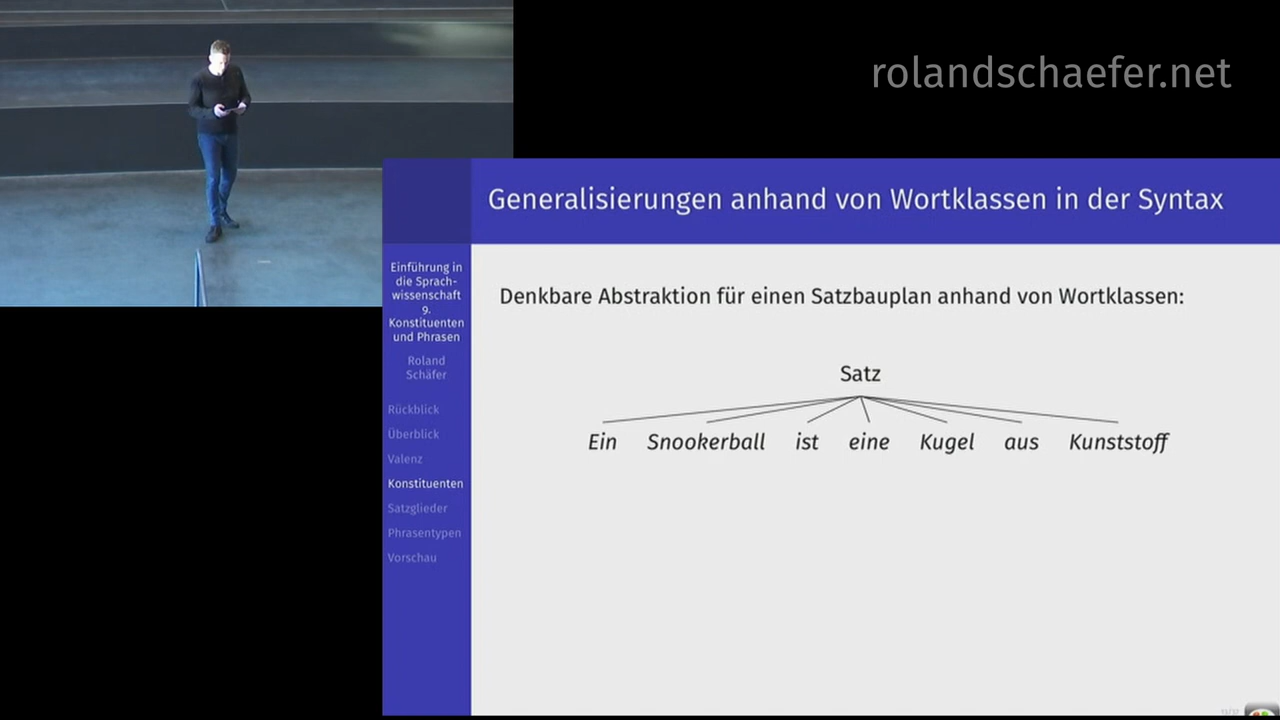 rolandschaefer.net
Generalisierungen anhand von Wortklassen in der Syntax
Einführung in
die Sprach-
wissenschaft
9.
Konstituenten
und Phrasen
Roland
Schäfer
Rückblick
Überblick
Valenz
Konstituenten
Satzglieder
Phrasentypen
Vorschau
Denkbare Abstraktion für einen Satzbauplan anhand von Wortklassen:
Satz
Ein Snookerball ist eine Kugel aus Kunststoff